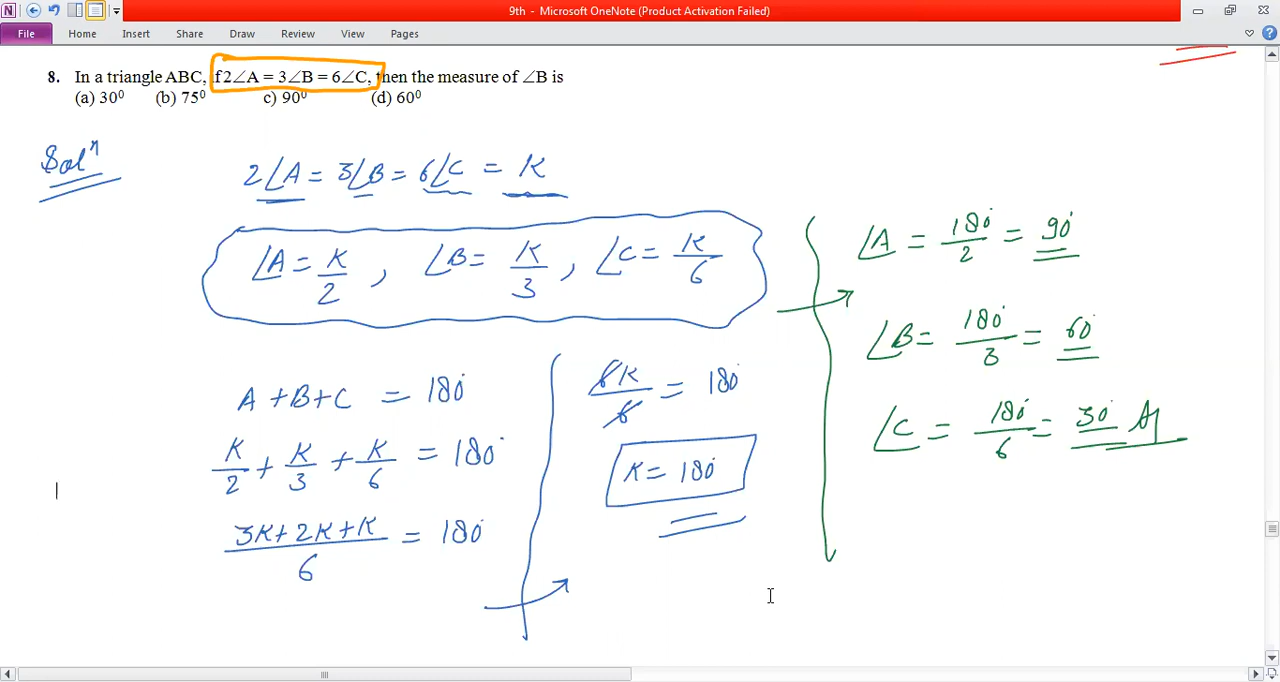 9th - Microsoft OneNote (Product Activation Failed)
File Home Insert Share Draw Review View Pages
8. In a triangle ABC, if 2∠A = 3∠B = 6∠C, then the measure of ∠B is
(a) 30⁰ (b) 75⁰ c) 90⁰ (d) 60⁰
Solⁿ
2∠A = 3∠B = 6∠C = K
∠A = K/2, ∠B = K/3, ∠C = K/6
A + B + C = 180°
K/2 + K/3 + K/6 = 180°
3K + 2K + K / 6 = 180°
6K/6 = 180°
K = 180°
∠A = 180°/2 = 90°
∠B = 180°/3 = 60°
∠C = 180°/6 = 30°